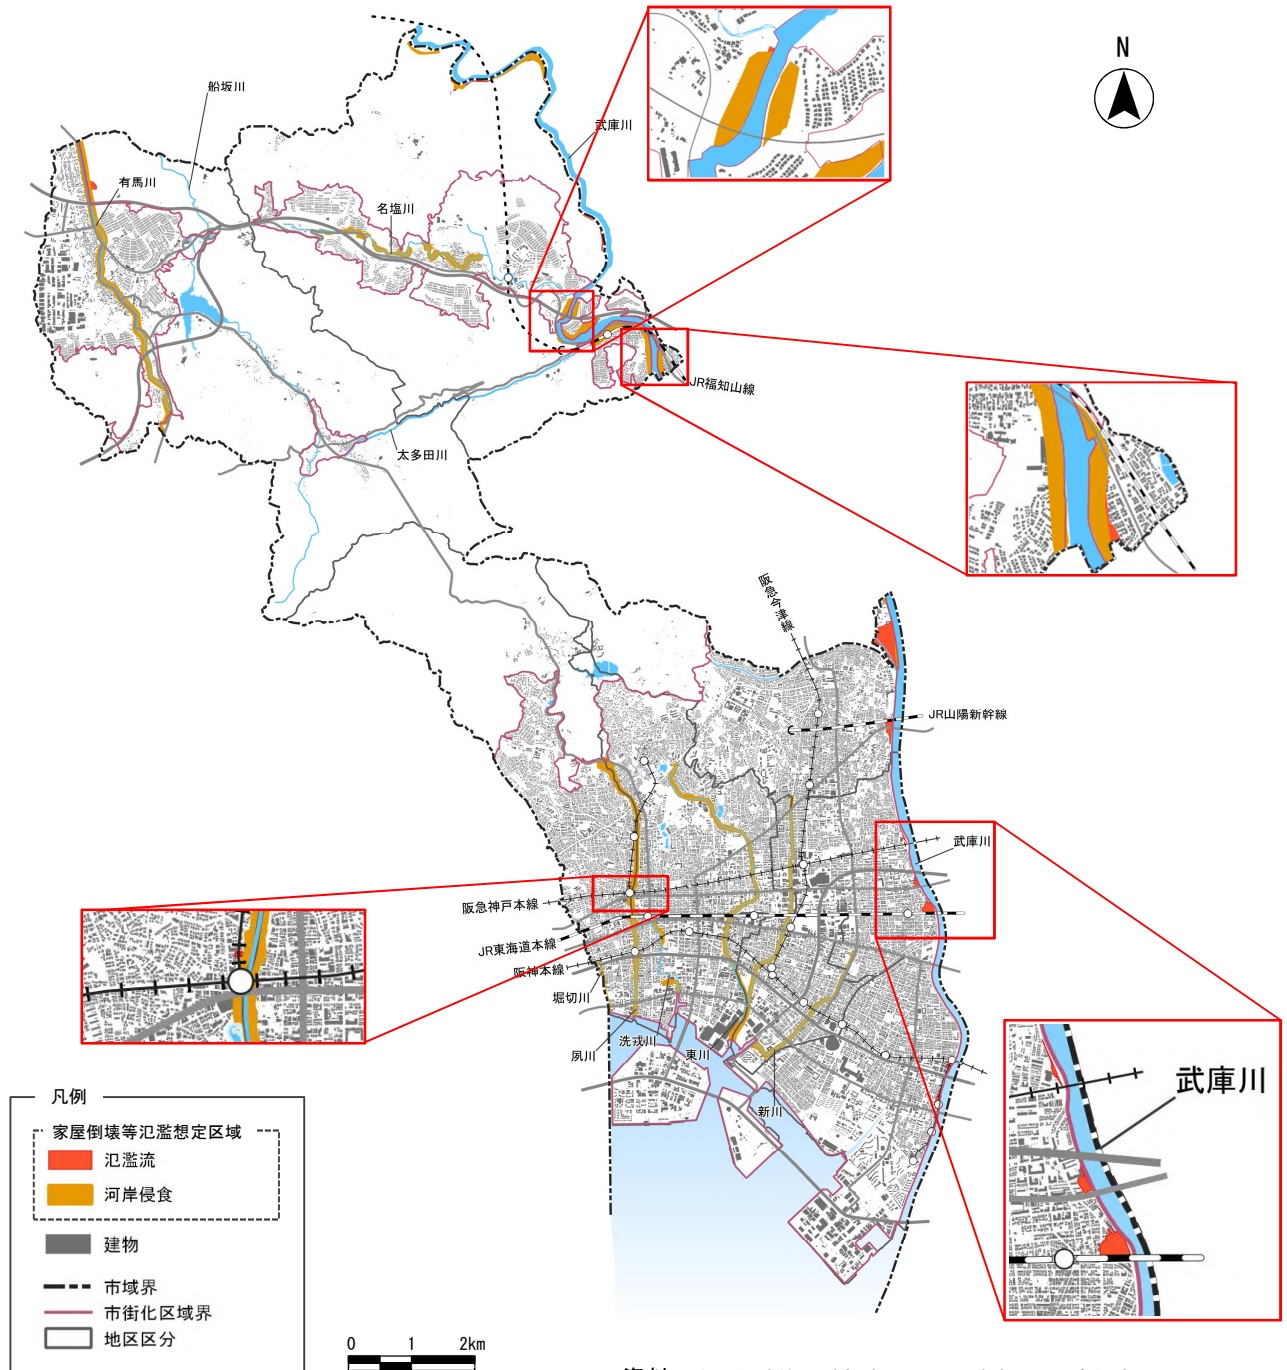 N
船坂川
武庫川
有馬川
名塩川
JR福知山線
太多田川
阪急今津線
JR山陽新幹線
武庫川
阪急神戸本線
JR東海道本線
阪神本線
堀切川
夙川
洗戎川
東川
新川
武庫川
凡例
家屋倒壊等氾濫想定区域
氾濫流
河岸侵食
建物
市域界
市街化区域界
地区区分
0 1 2km